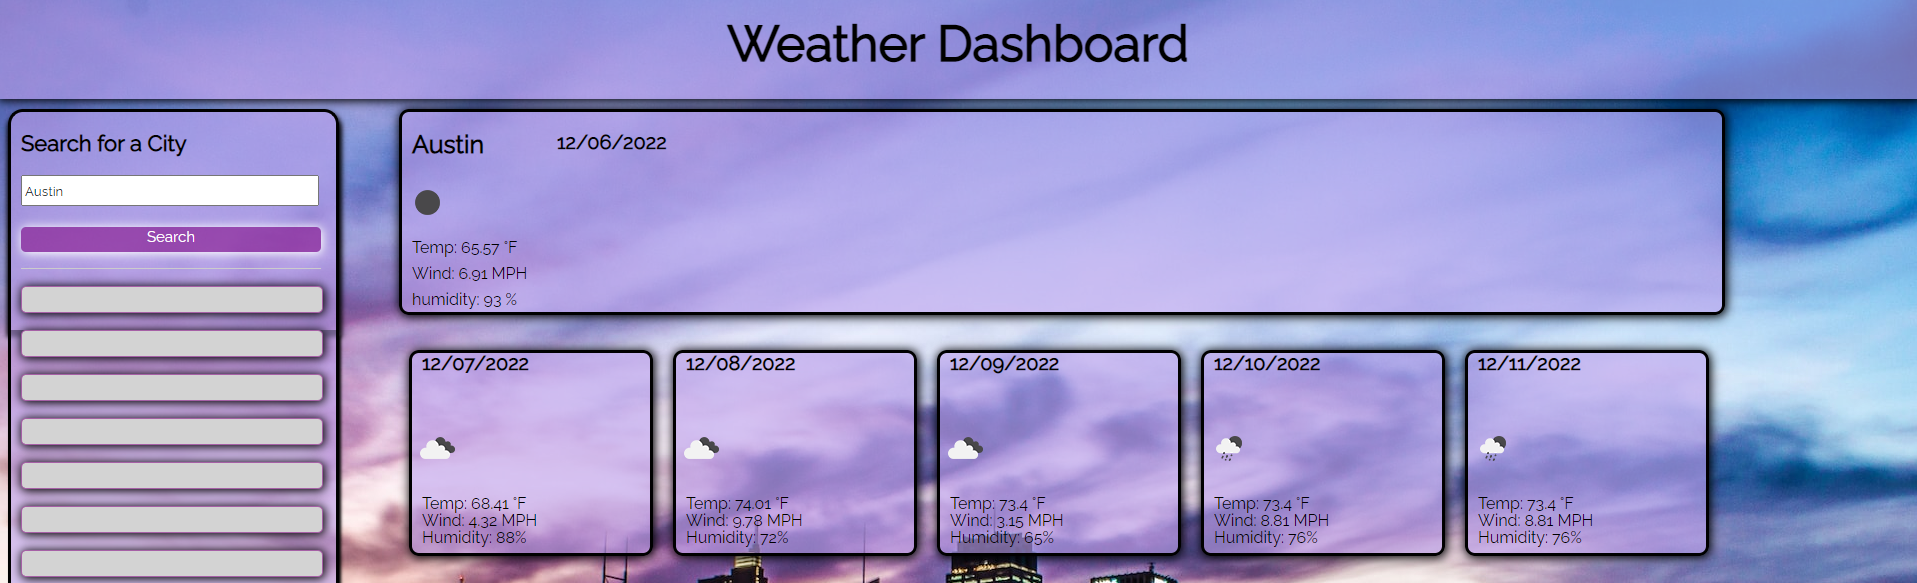 Weather Dashboard
Search for a City
Austin
Search
Austin 12/06/2022
Temp: 65.57 °F
Wind: 6.91 MPH
humidity: 93 %
12/07/2022
Temp: 68.41 °F
Wind: 4.32 MPH
Humidity: 88%
12/08/2022
Temp: 74.01 °F
Wind: 9.78 MPH
Humidity: 72%
12/09/2022
Temp: 73.4 °F
Wind: 3.15 MPH
Humidity: 65%
12/10/2022
Temp: 73.4 °F
Wind: 8.81 MPH
Humidity: 76%
12/11/2022
Temp: 73.4 °F
Wind: 8.81 MPH
Humidity: 76%